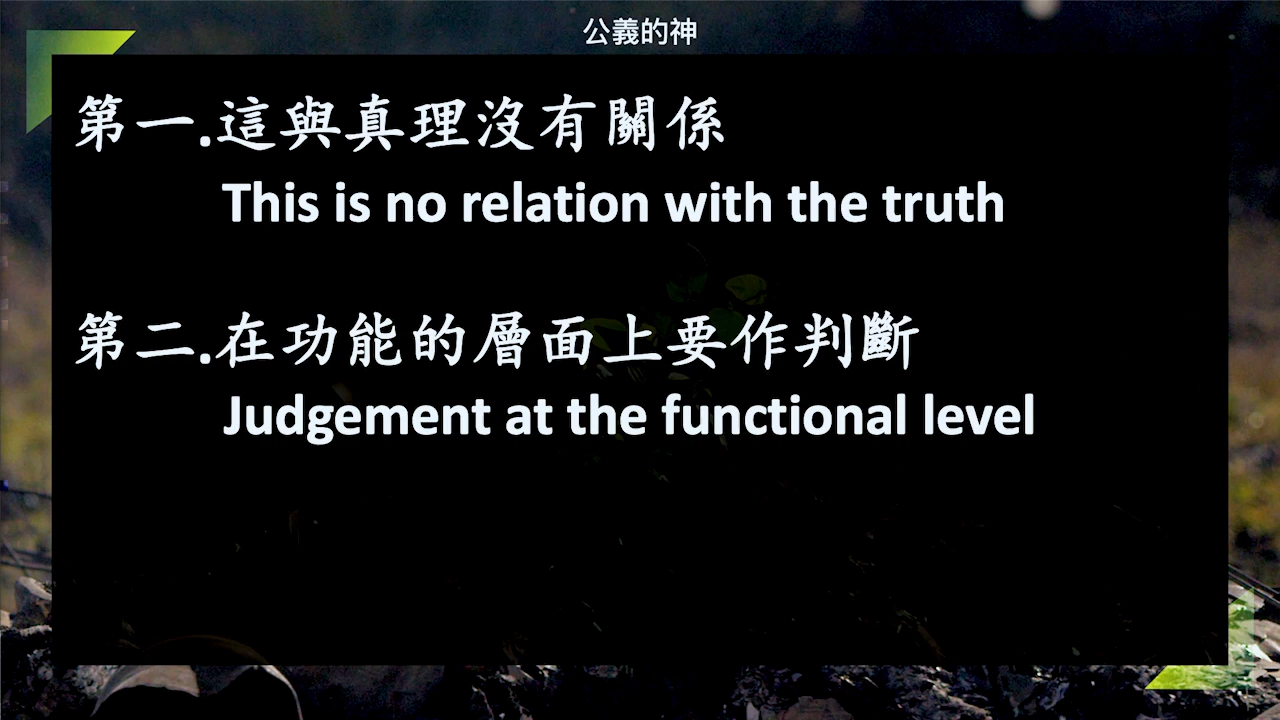 公義的神
第一.這與真理沒有關係
This is no relation with the truth
第二.在功能的層面上要作判斷
Judgement at the functional level